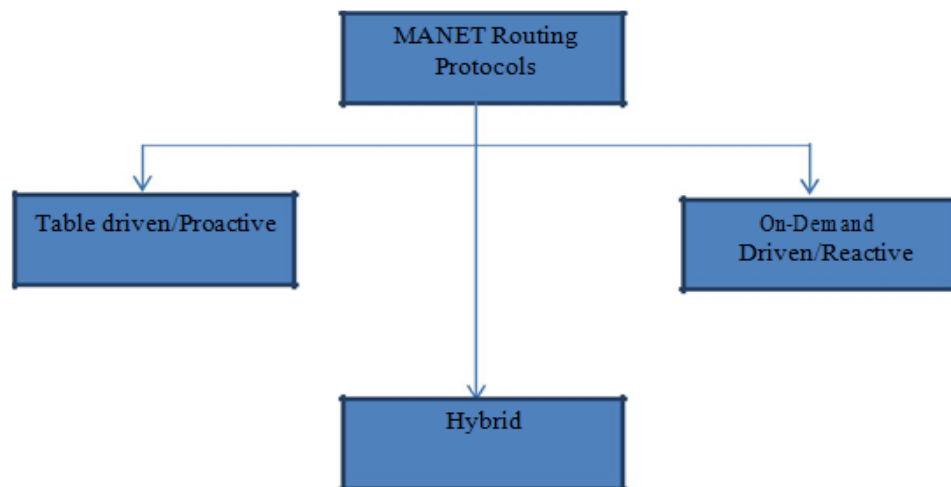 MANET Routing
Protocols
Table driven/Proactive
On-Demand
Driven/Reactive
Hybrid